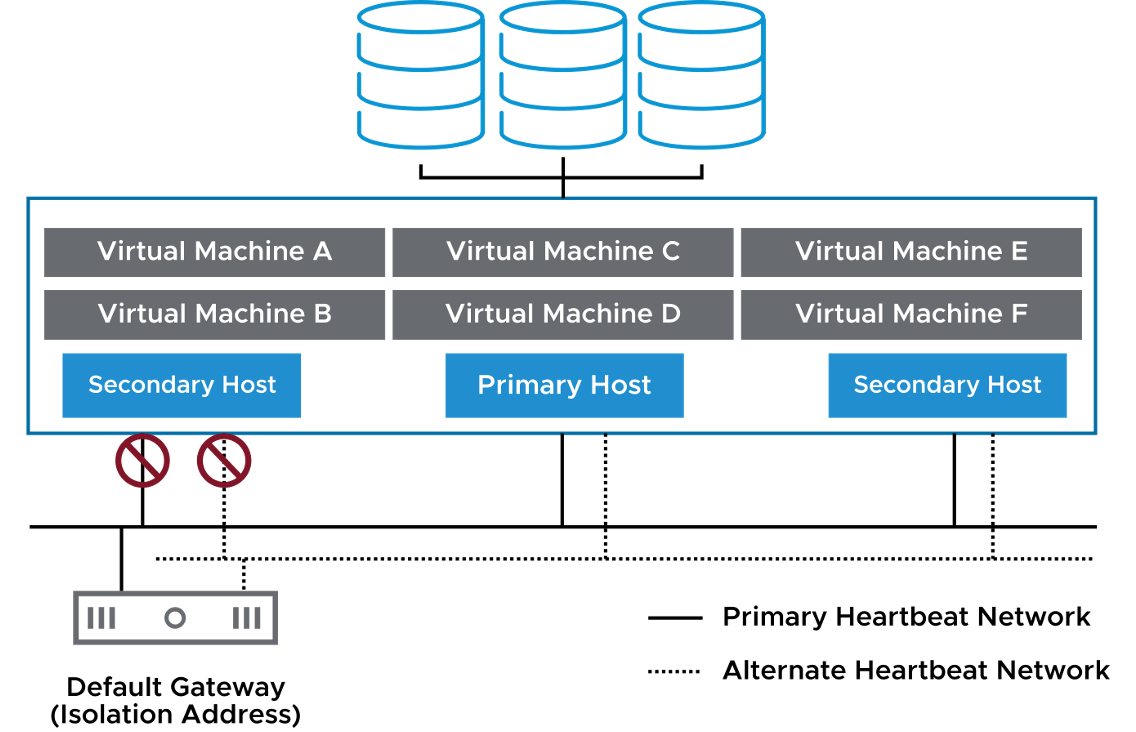 Virtual Machine A
Virtual Machine C
Virtual Machine E
Virtual Machine B
Virtual Machine D
Virtual Machine F
Secondary Host
Primary Host
Secondary Host
Primary Heartbeat Network
Alternate Heartbeat Network
Default Gateway
(Isolation Address)